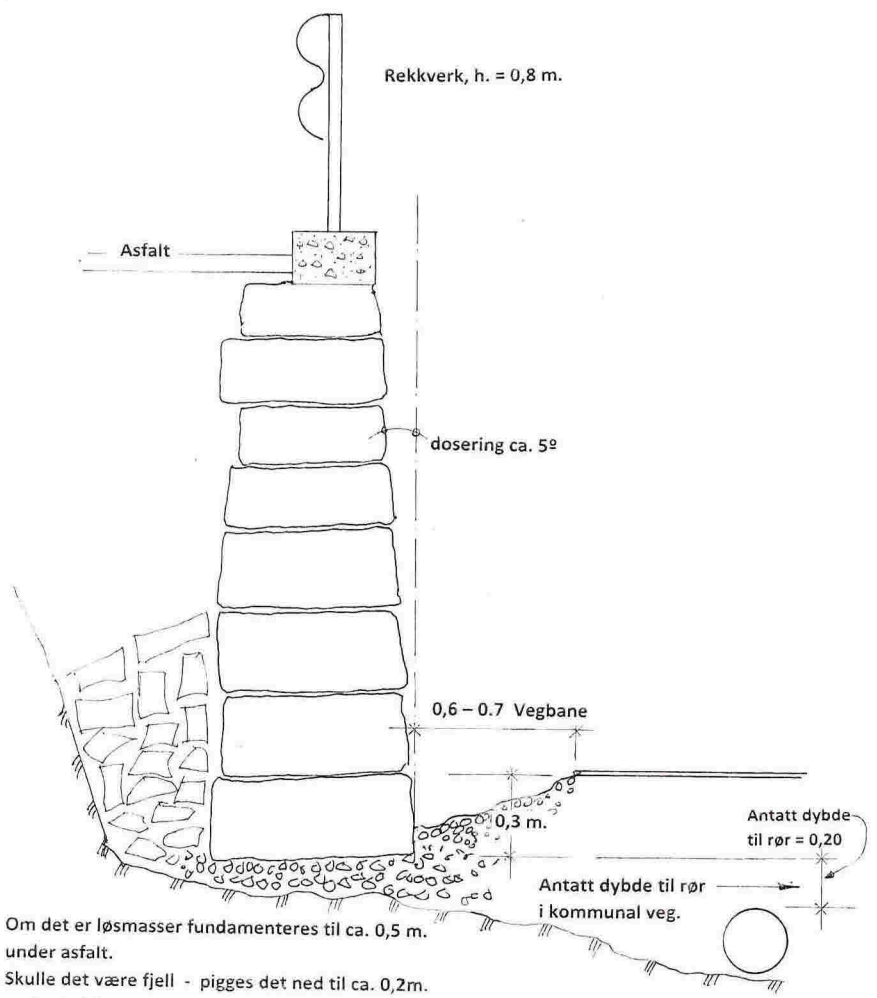 Rekkverk, h. = 0,8 m.
Asfalt
dosering ca. 5º
0,6 – 0.7 Vegbane
0,3 m.
Antatt dybde
til rør = 0,20
Antatt dybde til rør
i kommunal veg.
Om det er løsmasser fundamenteres til ca. 0,5 m.
under asfalt.
Skulle det være fjell - pigges det ned til ca. 0,2m.